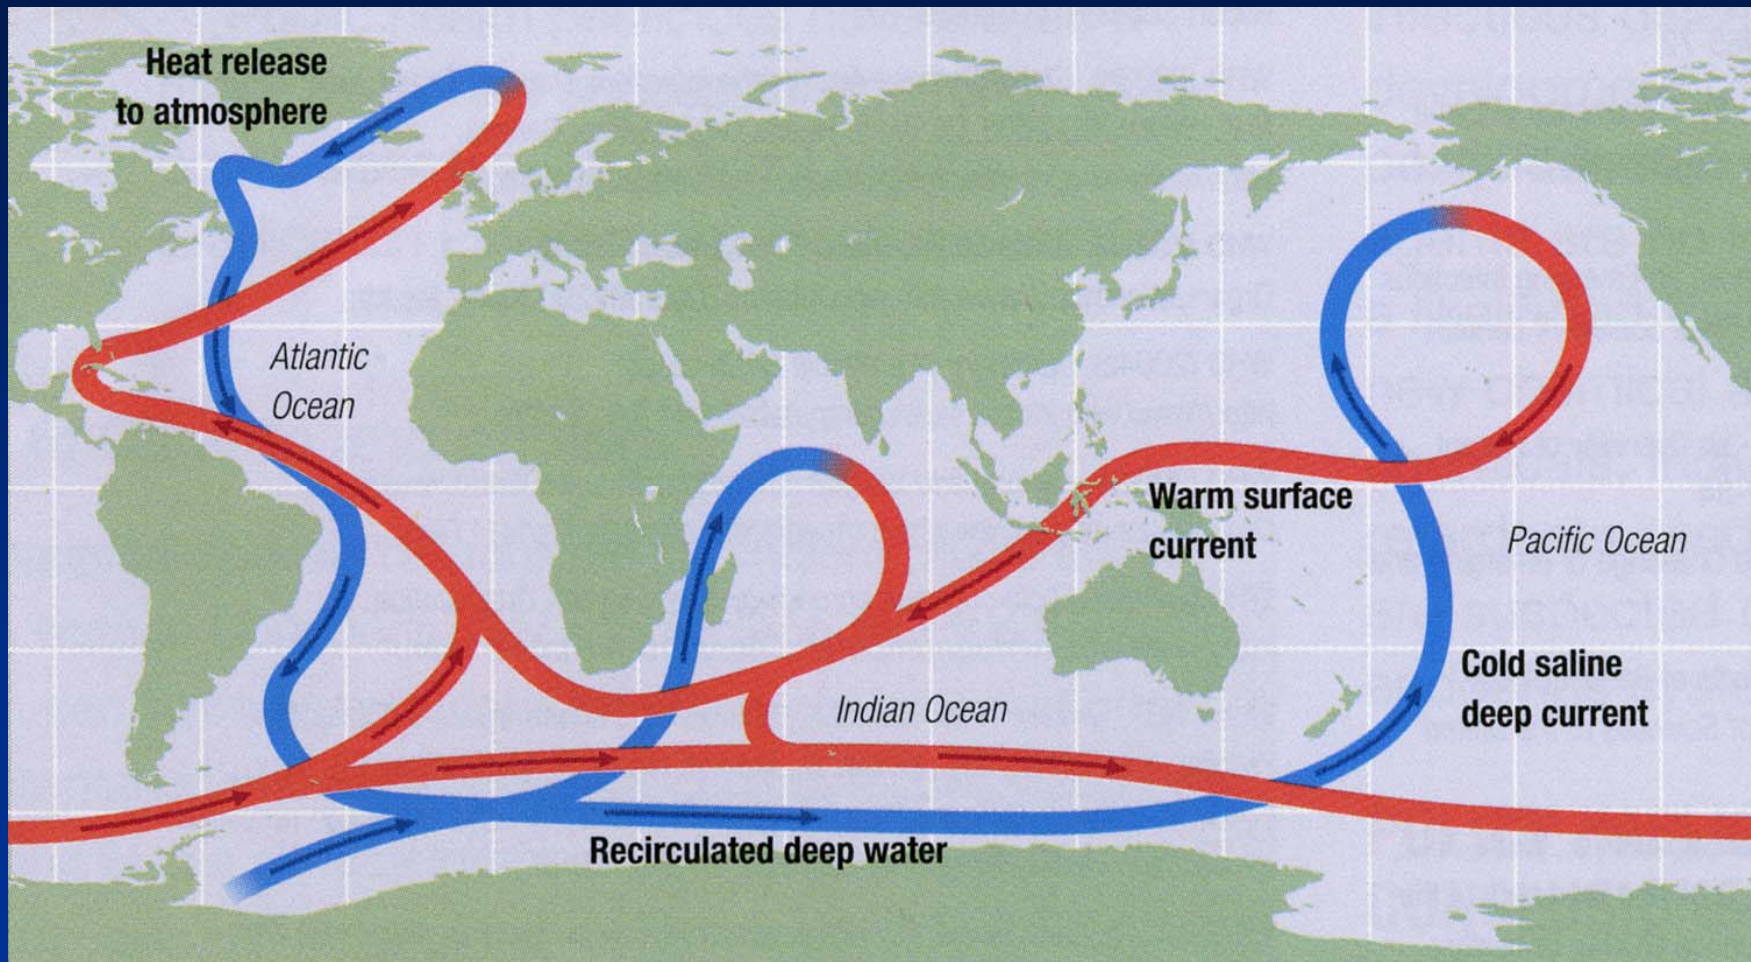 Heat release
to atmosphere
Atlantic
Ocean
Warm surface
current
Pacific Ocean
Cold saline
deep current
Indian Ocean
Recirculated deep water